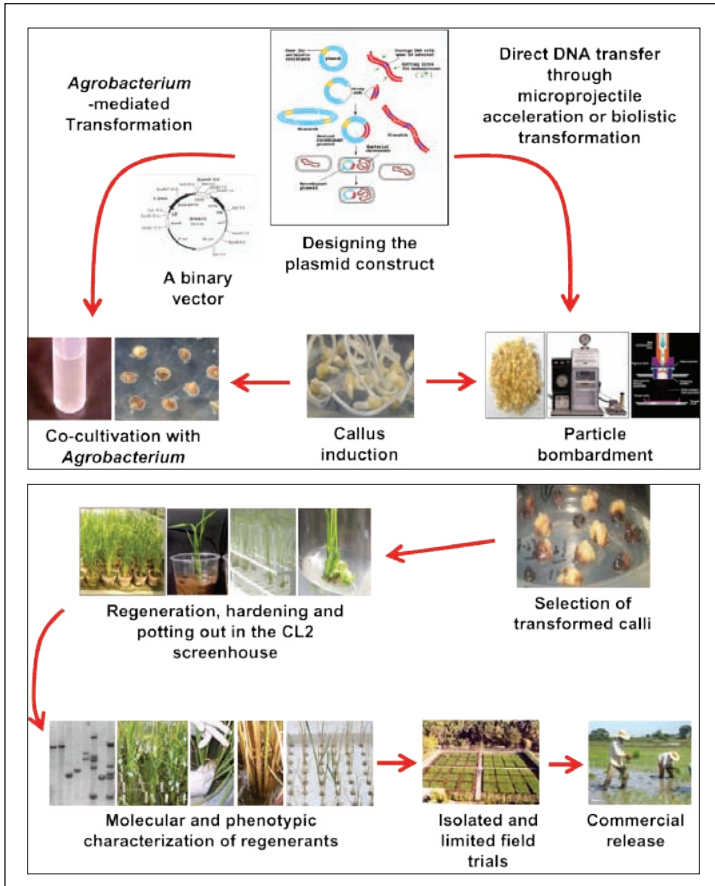 Agrobacterium
-mediated
Transformation
Direct DNA transfer
through
microprojectile
acceleration or biolistic
transformation
plasmid
Designing the
plasmid construct
A binary
vector
Co-cultivation with
Agrobacterium
Callus
induction
Particle
bombardment
Selection of
transformed calli
Regeneration, hardening and
potting out in the CL2
screenhouse
Molecular and phenotypic
characterization of regenerants
Isolated and
limited field
trials
Commercial
release